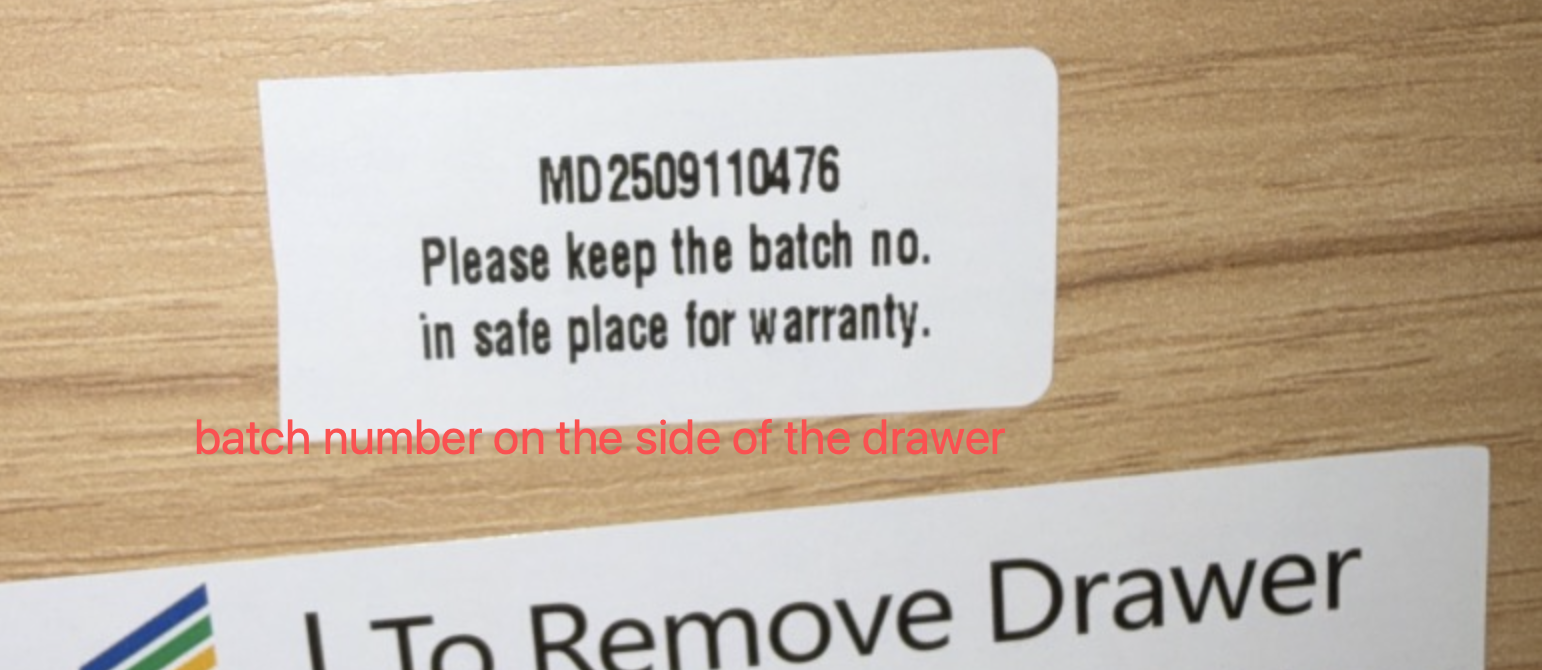 MD2509110476
Please keep the batch no.
in safe place for warranty.
batch number on the side of the drawer
| To Remove Drawer